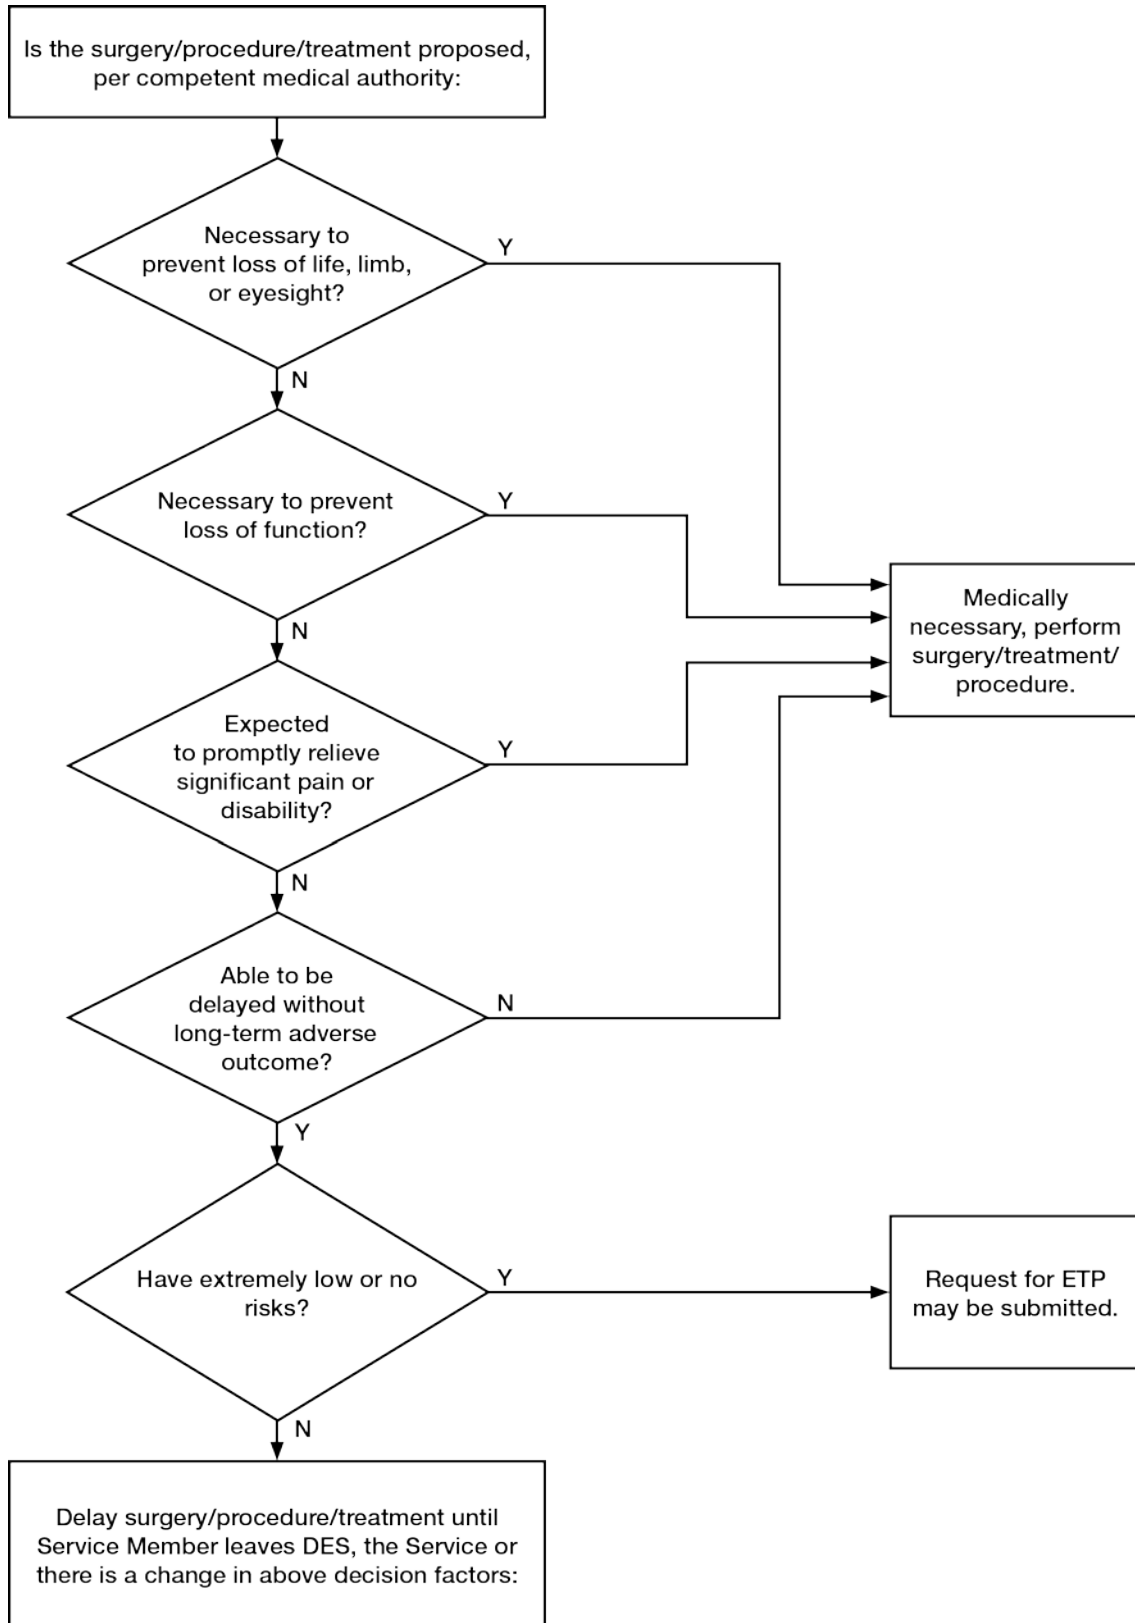 Is the surgery/procedure/treatment proposed,
per competent medical authority:
Necessary to
prevent loss of life, limb,
or eyesight?
Y
N
Necessary to prevent
loss of function?
Y
N
Medically
necessary, perform
surgery/treatment/
procedure.
Expected
to promptly relieve
significant pain or
disability?
Y
N
Able to be
delayed without
long-term adverse
outcome?
N
Y
Have extremely low or no
risks?
Y
Request for ETP
may be submitted.
N
Delay surgery/procedure/treatment until
Service Member leaves DES, the Service or
there is a change in above decision factors: